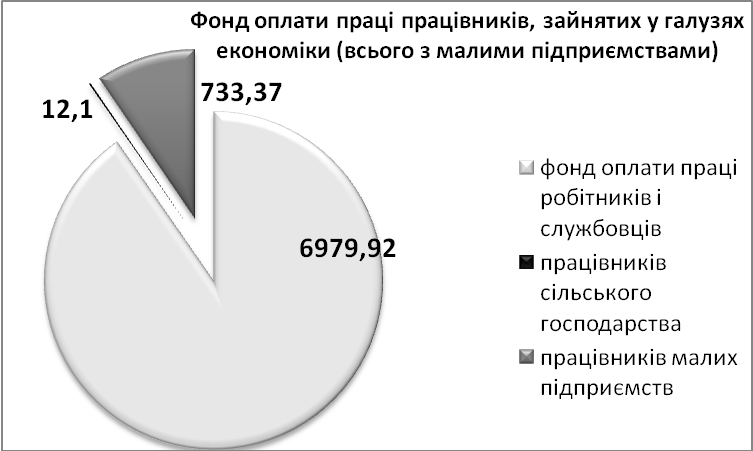 Фонд оплати праці працівників, зайнятих у галузях
економіки (всього з малими підприємствами)
12,1
733,37
6979,92
фонд оплати праці
робітників і
службовців
працівників
сільського
господарства
працівників малих
підприємств